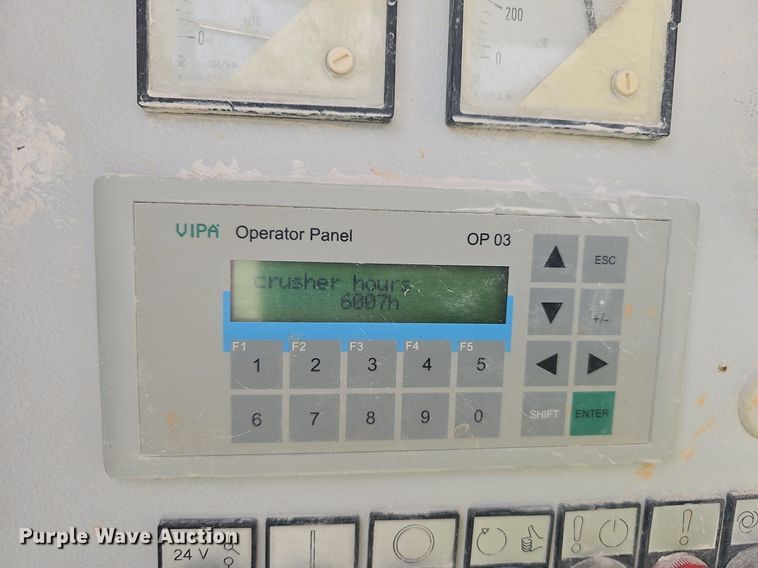 200
0
0
VIPA Operator Panel OP 03
crusher hours
6007h
ESC
+/-
F1 F2 F3 F4 F5
1 2 3 4 5
6 7 8 9 0
SHIFT ENTER
24 V
Purple Wave Auction